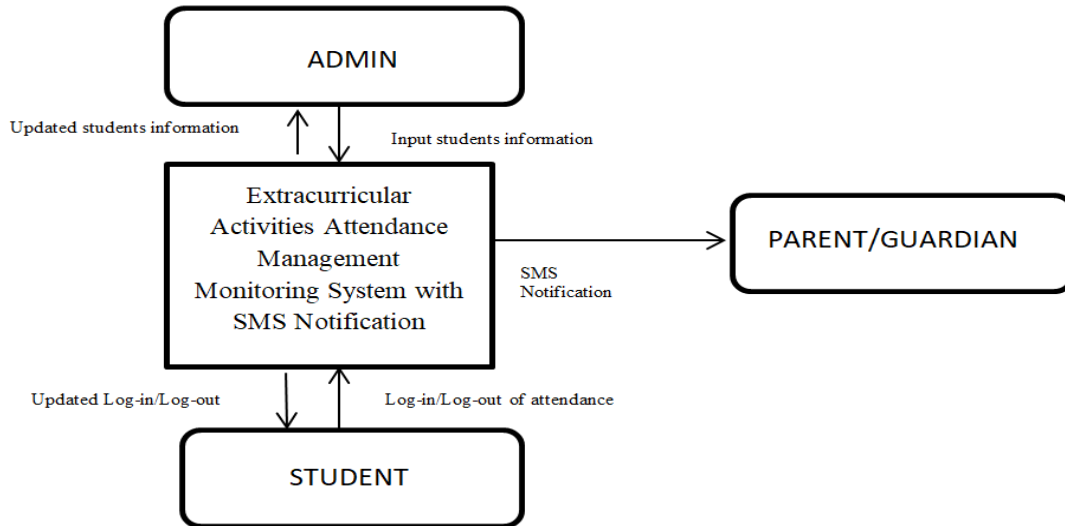 ADMIN
Updated students information
Input students information
Extracurricular
Activities Attendance
Management
Monitoring System with
SMS Notification
PARENT/GUARDIAN
SMS
Notification
Updated Log-in/Log-out
Log-in/Log-out of attendance
STUDENT